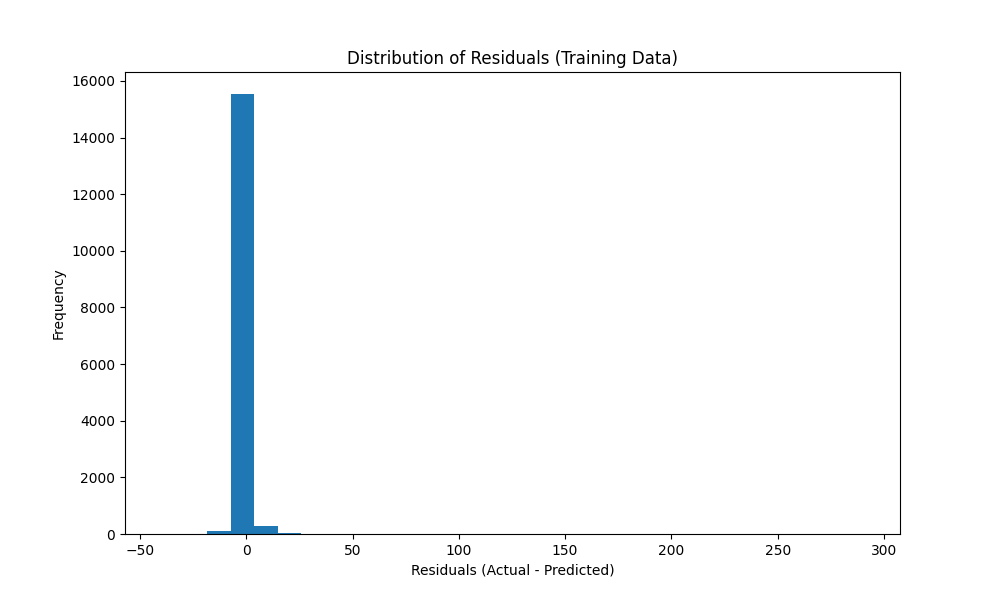 Distribution of Residuals (Training Data)
16000
14000
12000
10000
8000
6000
4000
2000
0
Frequency
−50 0 50 100 150 200 250 300
Residuals (Actual - Predicted)